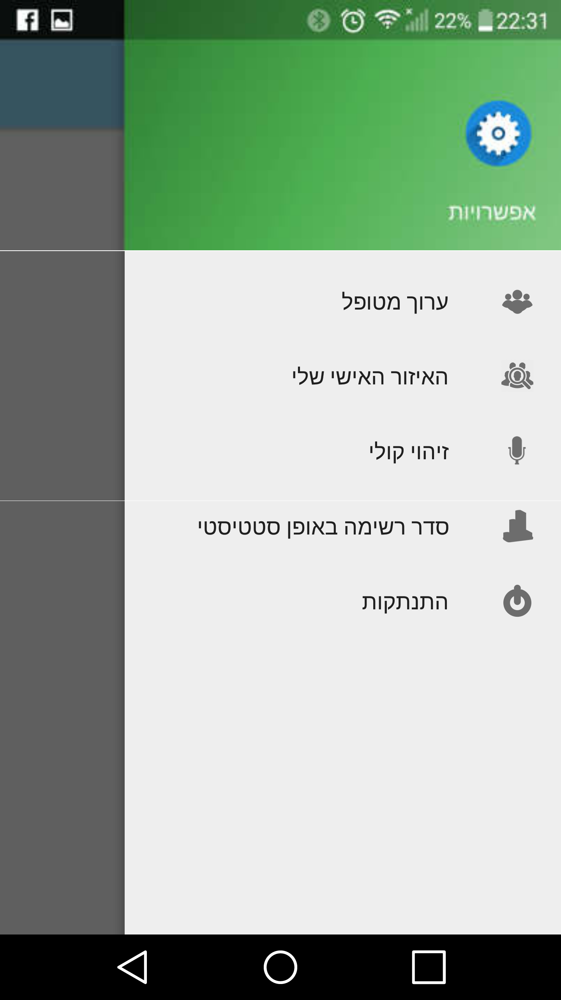 22% 22:31
אפשרויות
ערוך מטופל
האיזור האישי שלי
זיהוי קולי
סדר רשימה באופן סטטיסטי
התנתקות